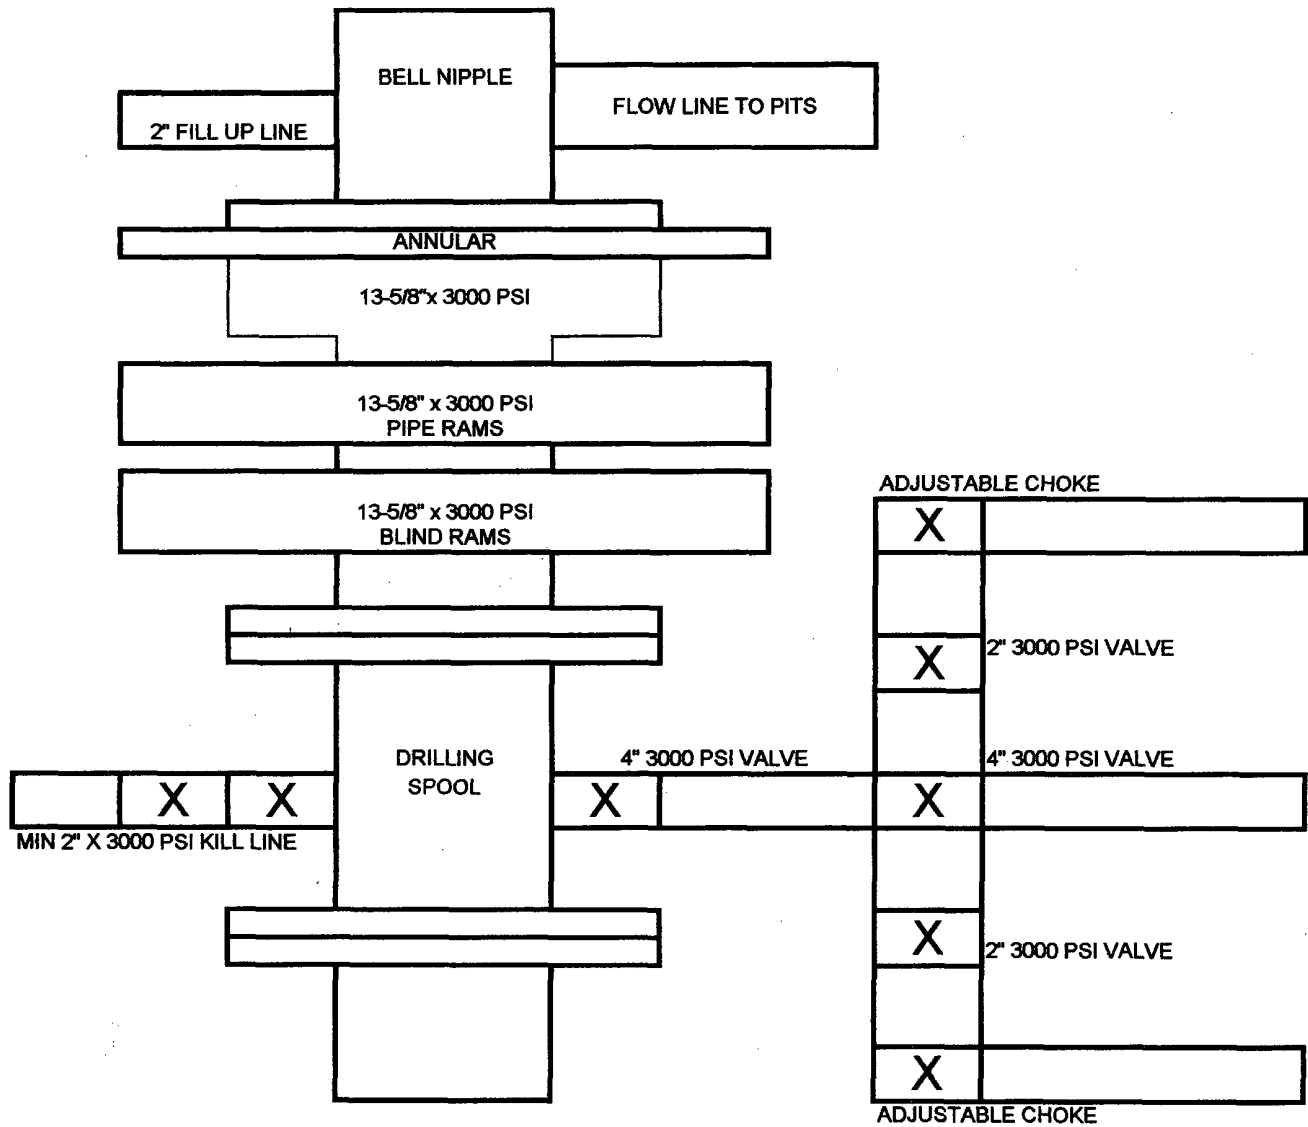 BELL NIPPLE
FLOW LINE TO PITS
2" FILL UP LINE
ANNULAR
13-5/8"x 3000 PSI
13-5/8" x 3000 PSI
PIPE RAMS
13-5/8" x 3000 PSI
BLIND RAMS
ADJUSTABLE CHOKE
X
X
2" 3000 PSI VALVE
DRILLING
SPOOL
4" 3000 PSI VALVE
4" 3000 PSI VALVE
X
X
X
X
MIN 2" X 3000 PSI KILL LINE
X
2" 3000 PSI VALVE
X
ADJUSTABLE CHOKE